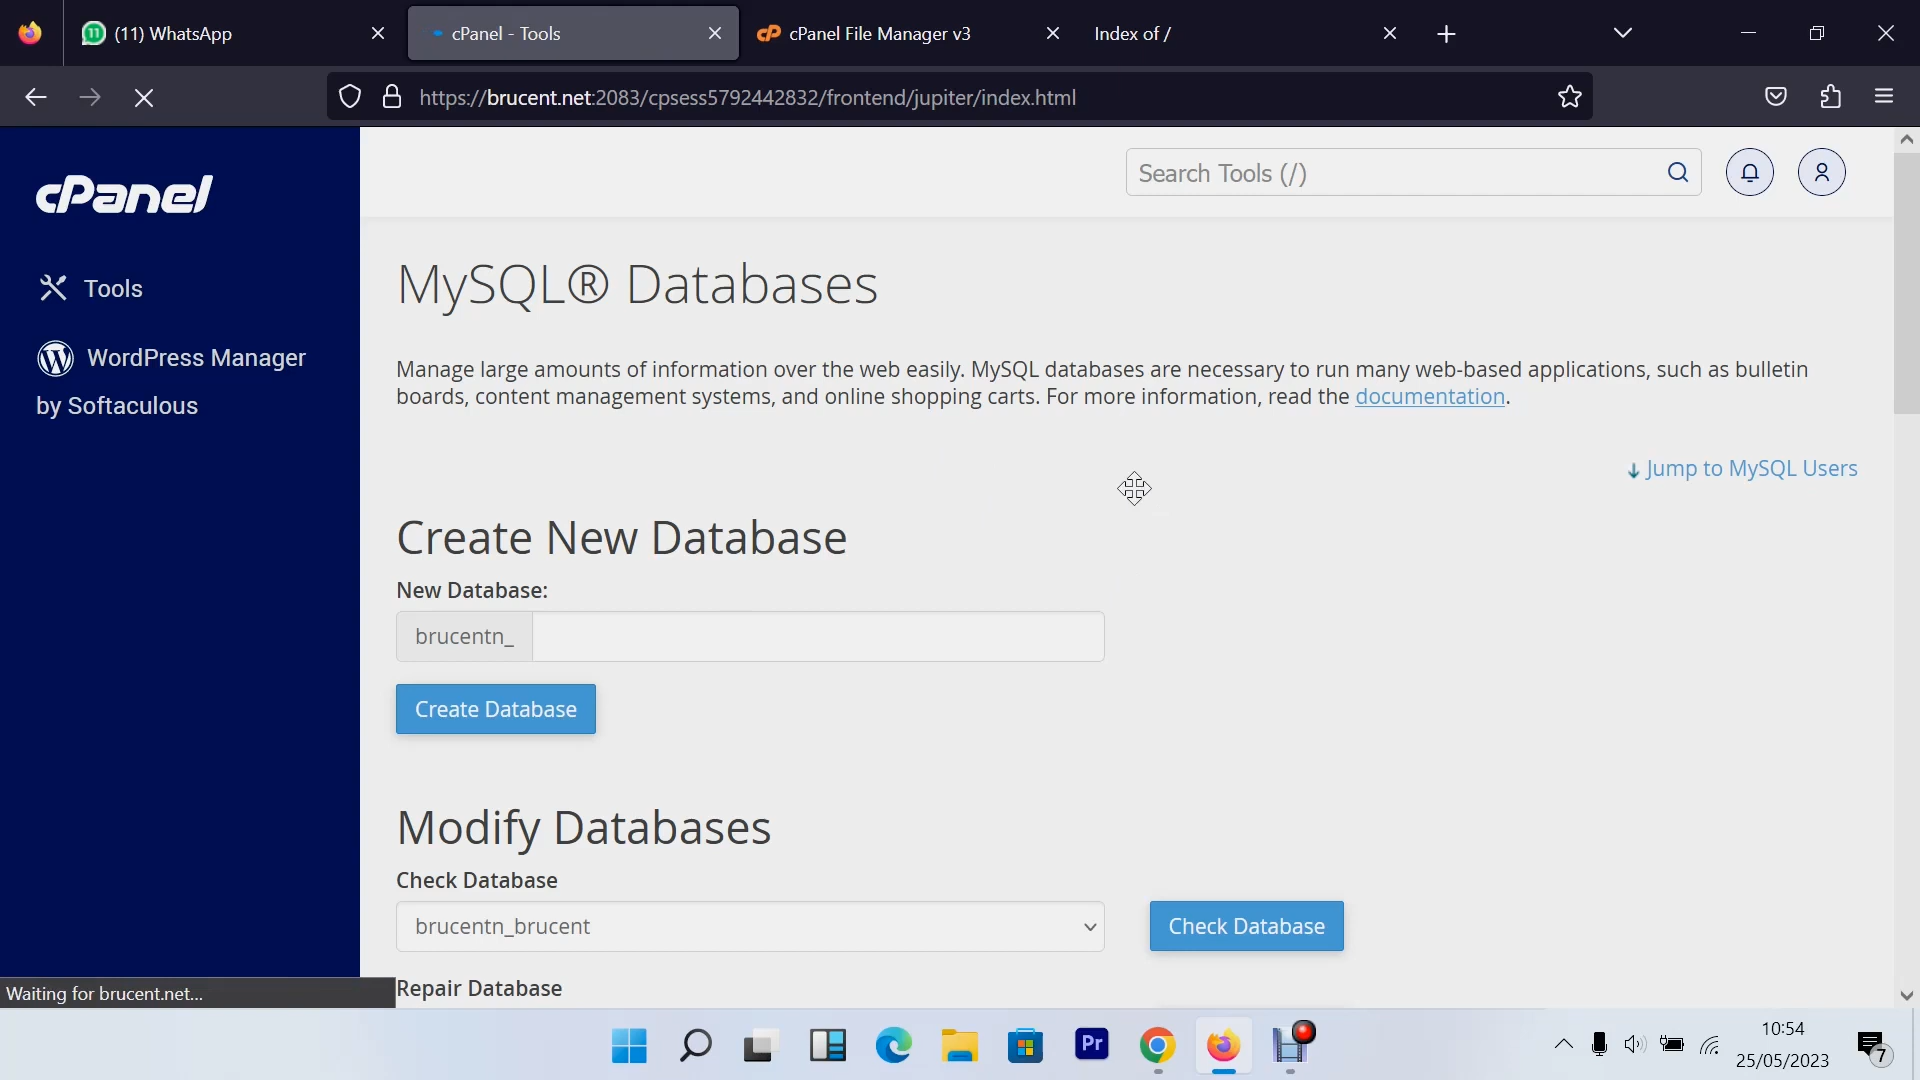 (11) WhatsApp
cPanel - Tools
cPanel File Manager v3
Index of /
https://brucent.net:2083/cpsess5792442832/frontend/jupiter/index.html
cPanel
Search Tools (/)
Tools
WordPress Manager
by Softaculous
MySQL® Databases
Manage large amounts of information over the web easily. MySQL databases are necessary to run many web-based applications, such as bulletin
boards, content management systems, and online shopping carts. For more information, read the documentation.
Jump to MySQL Users
Create New Database
New Database:
brucentn_
Create Database
Modify Databases
Check Database
brucentn_brucent
Check Database
Repair Database
Waiting for brucent.net...
Pr
10:54
25/05/2023
7